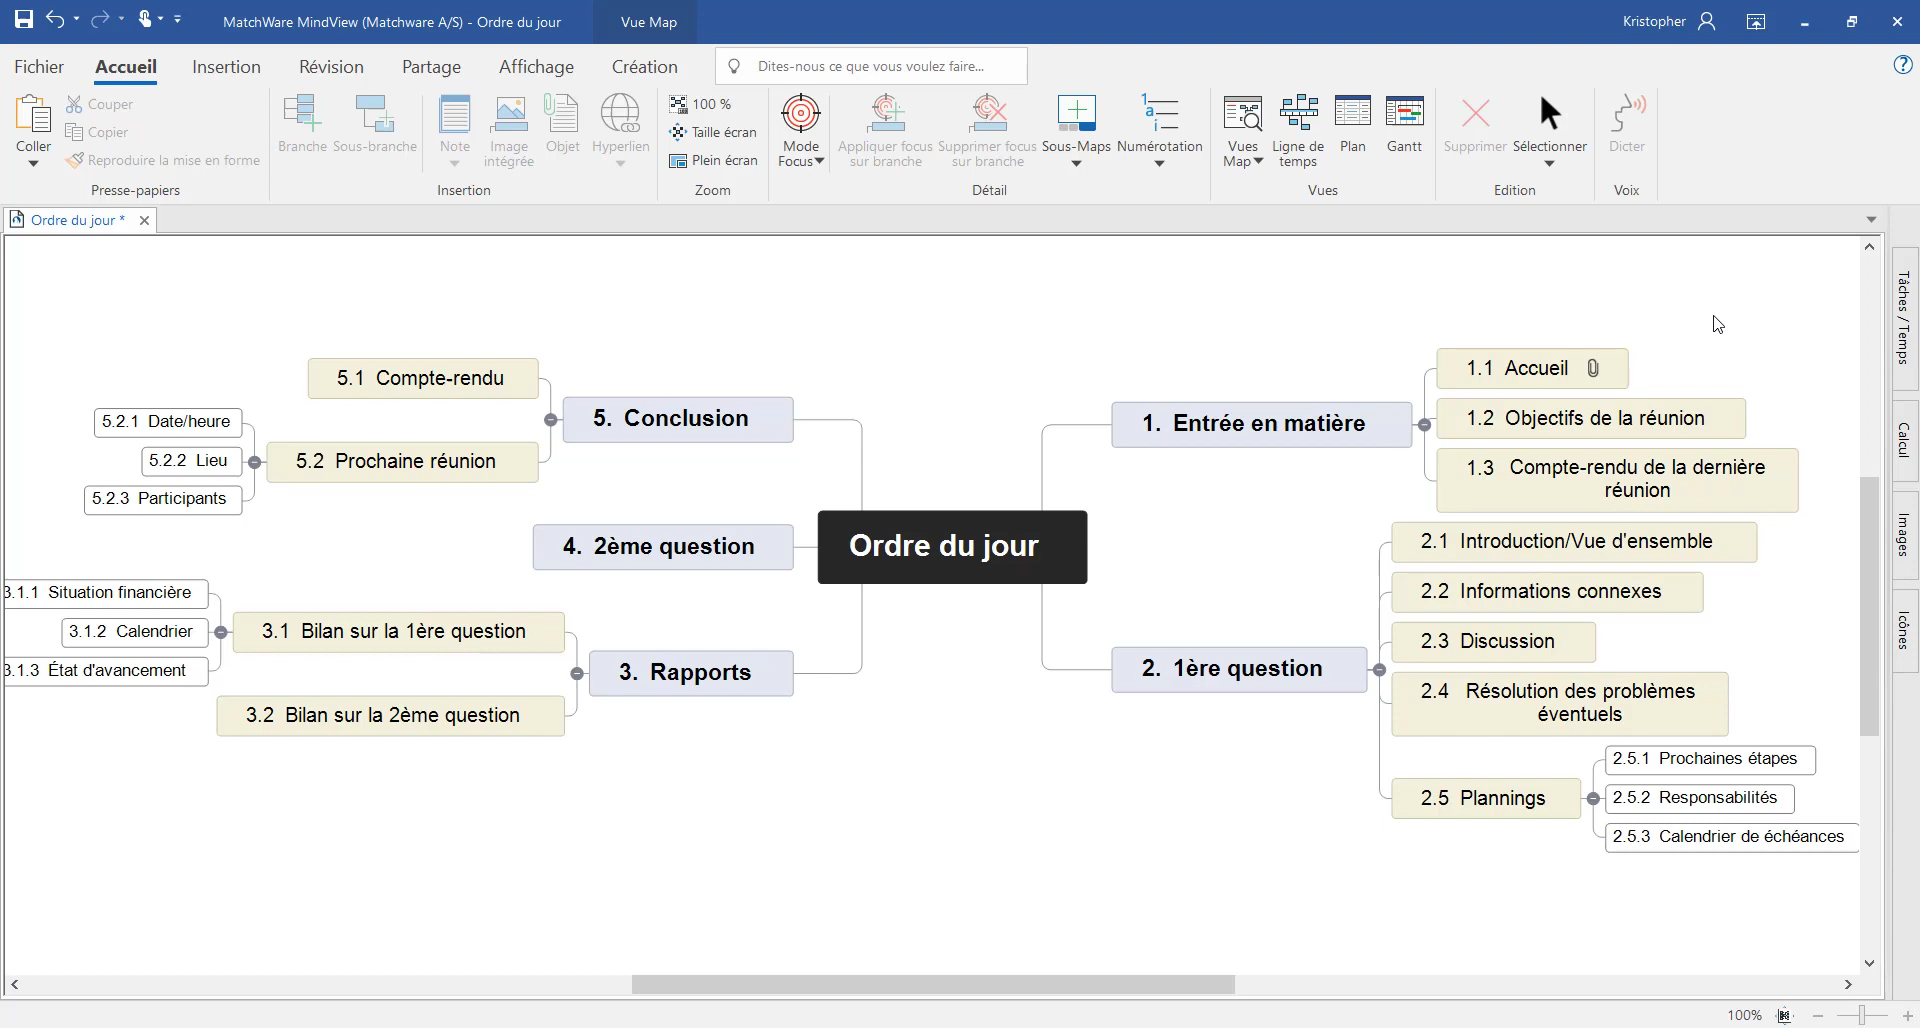 MatchWare MindView (Matchware A/S) - Ordre du jour
Vue Map
Kristopher
Fichier
Accueil
Insertion
Révision
Partage
Affichage
Création
Dites-nous ce que vous voulez faire...
Coller
Couper
Copier
Reproduire la mise en forme
Presse-papiers
Branche
Sous-branche
Note
Image
intégrée
Objet
Hyperlien
Insertion
100 %
Taille écran
Plein écran
Zoom
Mode
Focus
Appliquer focus
sur branche
Supprimer focus
sur branche
Sous-Maps
Numérotation
Détail
Vues
Map
Ligne de
temps
Plan
Gantt
Vues
Supprimer
Sélectionner
Edition
Dicter
Voix
Ordre du jour *
Tâches / Temps
Calcul
Images
Icônes
Ordre du jour
1. Entrée en matière
1.1 Accueil
1.2 Objectifs de la réunion
1.3 Compte-rendu de la dernière
réunion
2. 1ère question
2.1 Introduction/Vue d'ensemble
2.2 Informations connexes
2.3 Discussion
2.4 Résolution des problèmes
éventuels
2.5 Plannings
2.5.1 Prochaines étapes
2.5.2 Responsabilités
2.5.3 Calendrier de échéances
3. Rapports
3.1 Bilan sur la 1ère question
3.1.1 Situation financière
3.1.2 Calendrier
3.1.3 État d'avancement
3.2 Bilan sur la 2ème question
4. 2ème question
5. Conclusion
5.1 Compte-rendu
5.2 Prochaine réunion
5.2.1 Date/heure
5.2.2 Lieu
5.2.3 Participants
100%